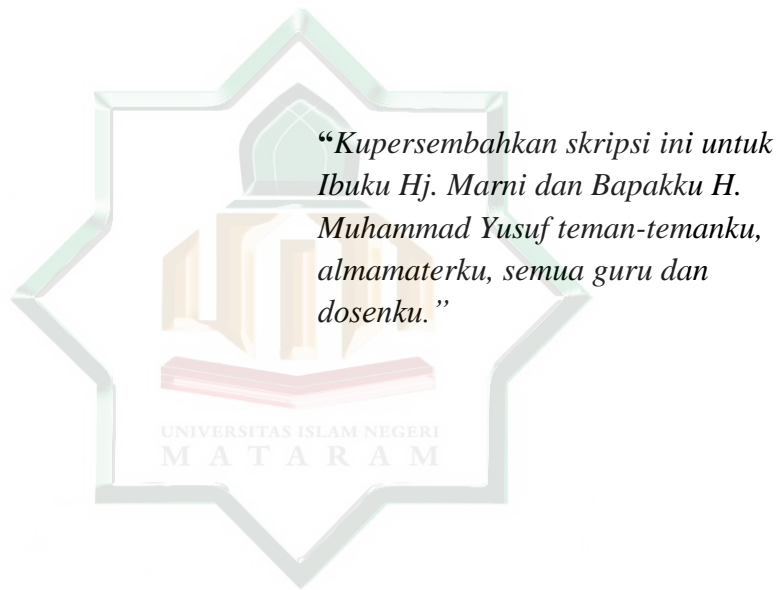 “Kupersembahkan skripsi ini untuk
Ibuku Hj. Marni dan Bapakku H.
Muhammad Yusuf teman-temanku,
almamaterku, semua guru dan
dosenku.”
UNIVERSITAS ISLAM NEGERI
MATARAM